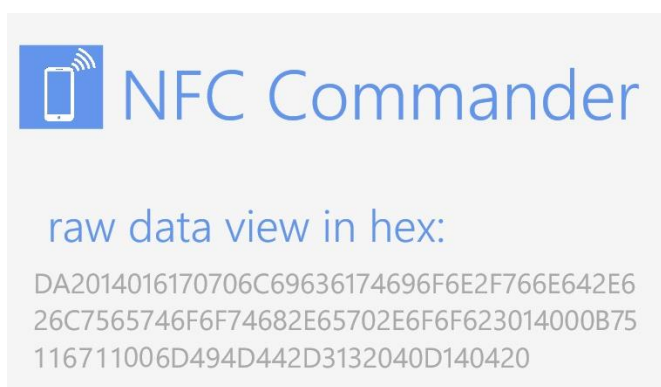 NFC Commander
raw data view in hex:
DA2014016170706C69636174696F6E2F766E642E6
26C7565746F6F74682E65702E6F6F623014000B75
116711006D494D442D3132040D140420